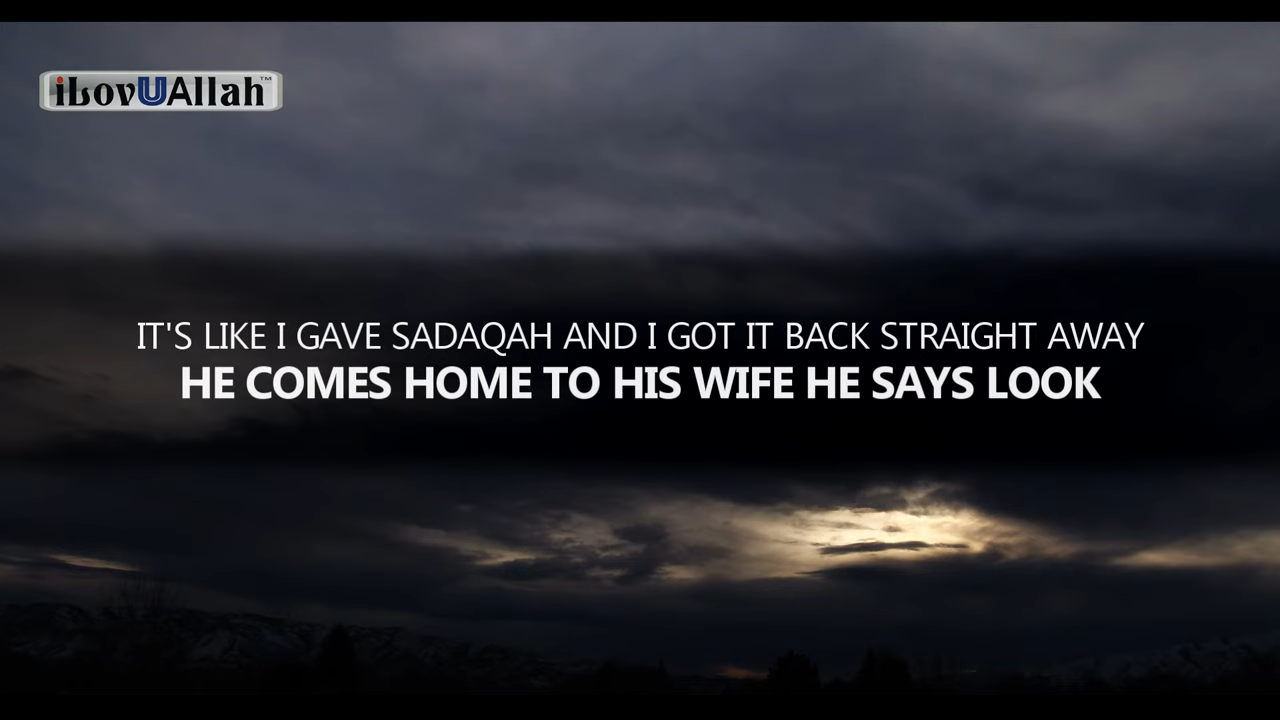 iLovUAllah™
IT'S LIKE I GAVE SADAQAH AND I GOT IT BACK STRAIGHT AWAY
HE COMES HOME TO HIS WIFE HE SAYS LOOK